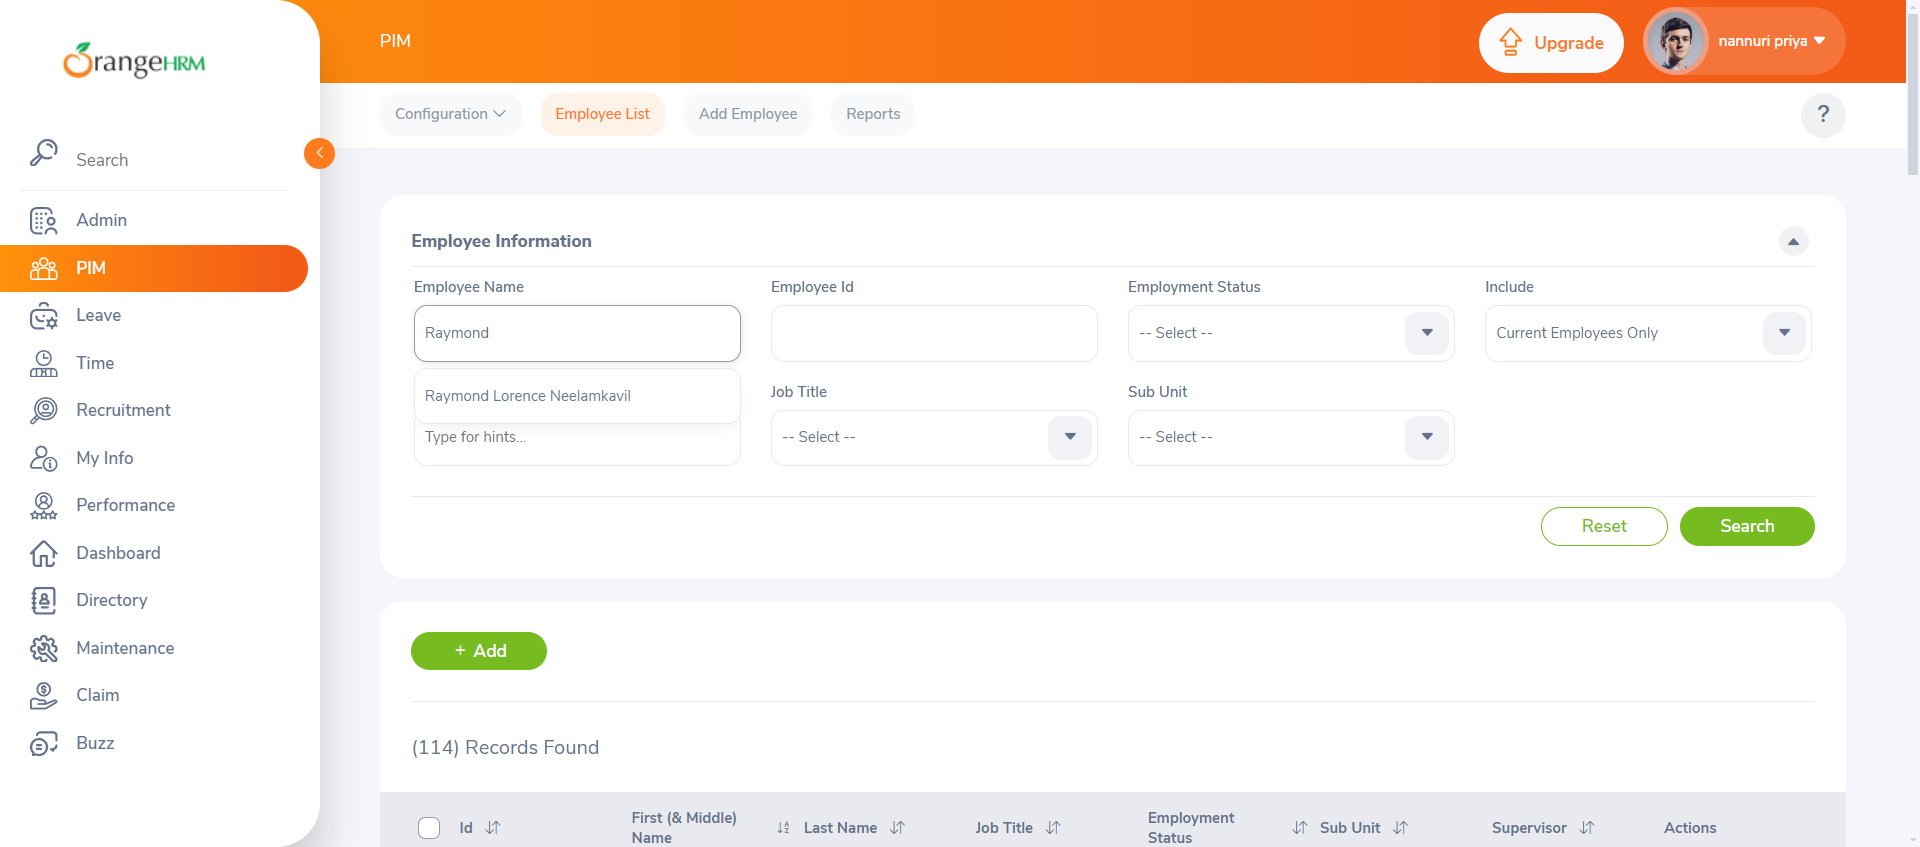 OrangeHRM
PIM
Upgrade
nannuri priya
Configuration
Employee List
Add Employee
Reports
?
Search
Admin
PIM
Leave
Time
Recruitment
My Info
Performance
Dashboard
Directory
Maintenance
Claim
Buzz
Employee Information
Employee Name
Employee Id
Employment Status
Include
Raymond
-- Select --
Current Employees Only
Raymond Lorence Neelamkavil
Job Title
Sub Unit
Type for hints...
-- Select --
-- Select --
Reset
Search
+ Add
(114) Records Found
Id
First (& Middle)
Name
Last Name
Job Title
Employment
Status
Sub Unit
Supervisor
Actions